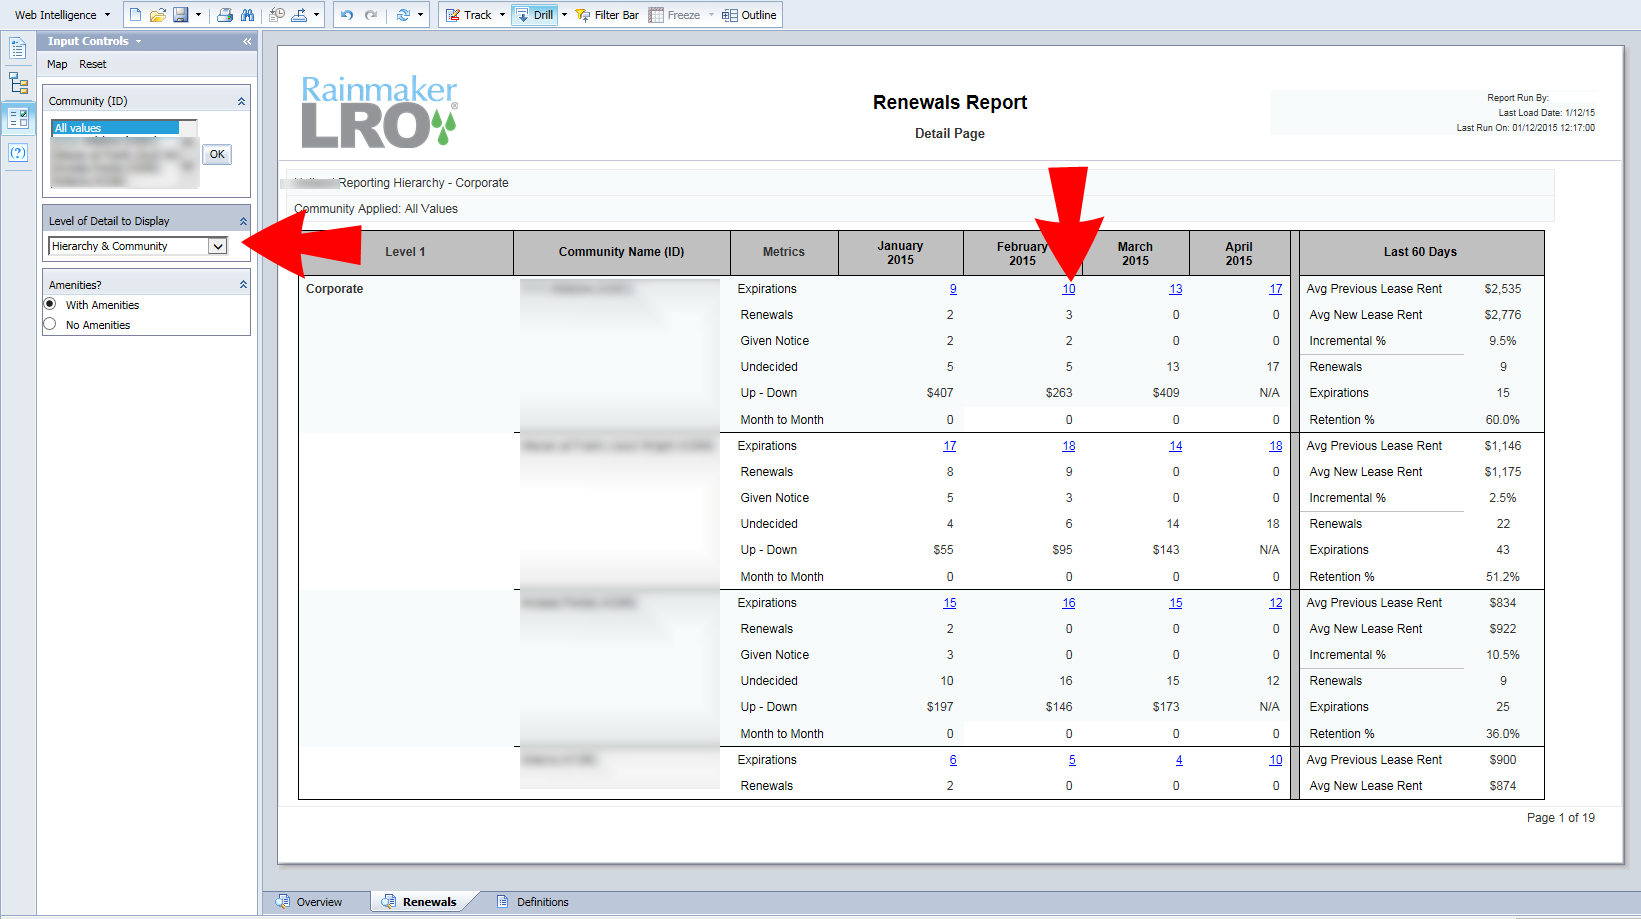 Web Intelligence
Track Drill Filter Bar Freeze Outline
Input Controls «
Map Reset
Community (ID)
All values
OK
Level of Detail to Display
Hierarchy & Community
Amenities?
With Amenities
No Amenities
Rainmaker
LRO®
Renewals Report
Detail Page
Report Run By:
Last Load Date: 1/12/15
Last Run On: 01/12/2015 12:17:00
Reporting Hierarchy - Corporate
Community Applied: All Values
Level 1 Community Name (ID) Metrics January 2015 February 2015 March 2015 April 2015 Last 60 Days
Corporate Expirations 9 10 13 17 Avg Previous Lease Rent $2,535
Renewals 2 3 0 0 Avg New Lease Rent $2,776
Given Notice 2 2 0 0 Incremental % 9.5%
Undecided 5 5 13 17 Renewals 9
Up - Down $407 $263 $409 N/A Expirations 15
Month to Month 0 0 0 0 Retention % 60.0%
Expirations 17 18 14 18 Avg Previous Lease Rent $1,146
Renewals 8 9 0 0 Avg New Lease Rent $1,175
Given Notice 5 3 0 0 Incremental % 2.5%
Undecided 4 6 14 18 Renewals 22
Up - Down $55 $95 $143 N/A Expirations 43
Month to Month 0 0 0 0 Retention % 51.2%
Expirations 15 16 15 12 Avg Previous Lease Rent $834
Renewals 2 0 0 0 Avg New Lease Rent $922
Given Notice 3 0 0 0 Incremental % 10.5%
Undecided 10 16 15 12 Renewals 9
Up - Down $197 $146 $173 N/A Expirations 25
Month to Month 0 0 0 0 Retention % 36.0%
Expirations 6 5 4 10 Avg Previous Lease Rent $900
Renewals 2 0 0 0 Avg New Lease Rent $874
Page 1 of 19
Overview Renewals Definitions